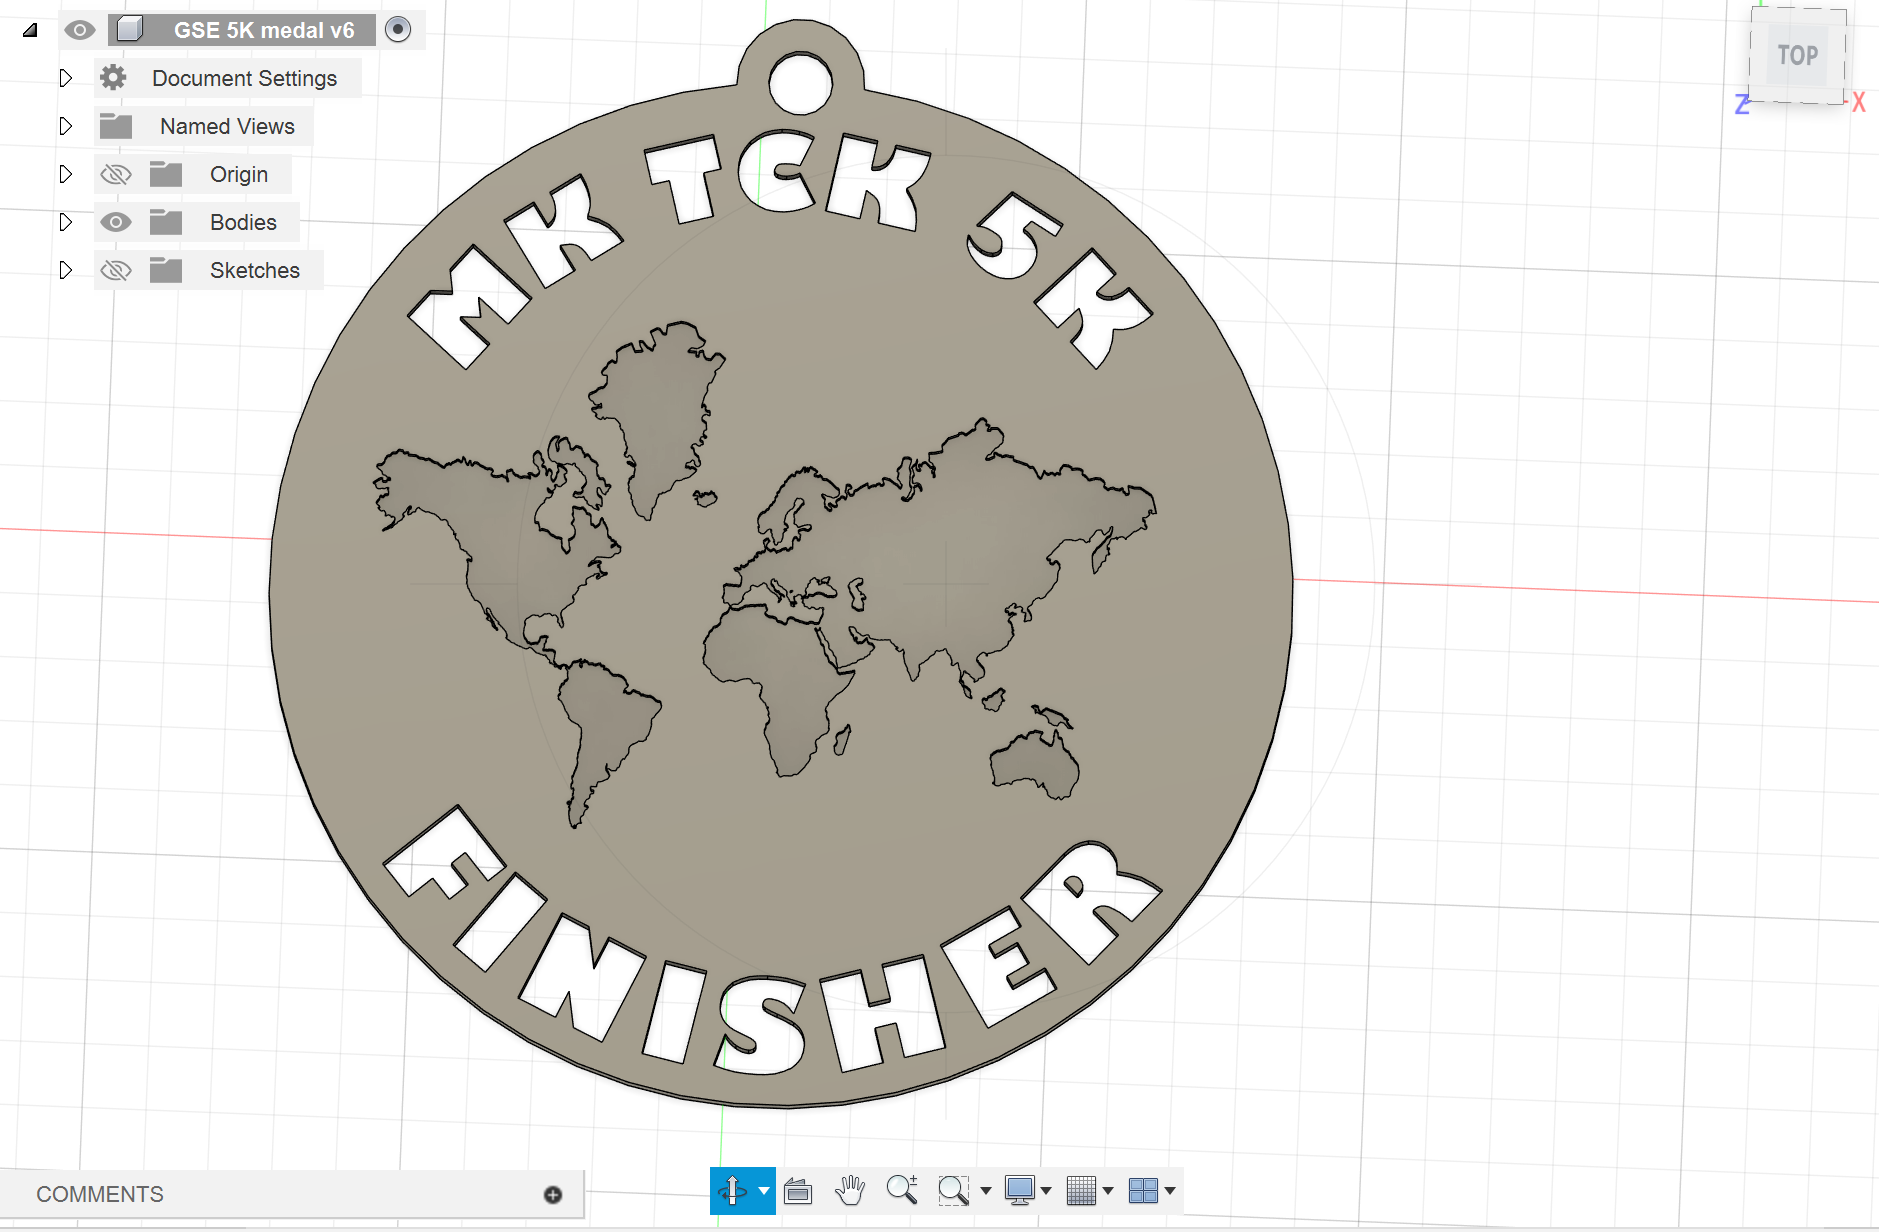 GSE 5K medal v6
Document Settings
Named Views
Origin
Bodies
Sketches
TOP
Z
X
MK TCK 5K
FINISHER
COMMENTS